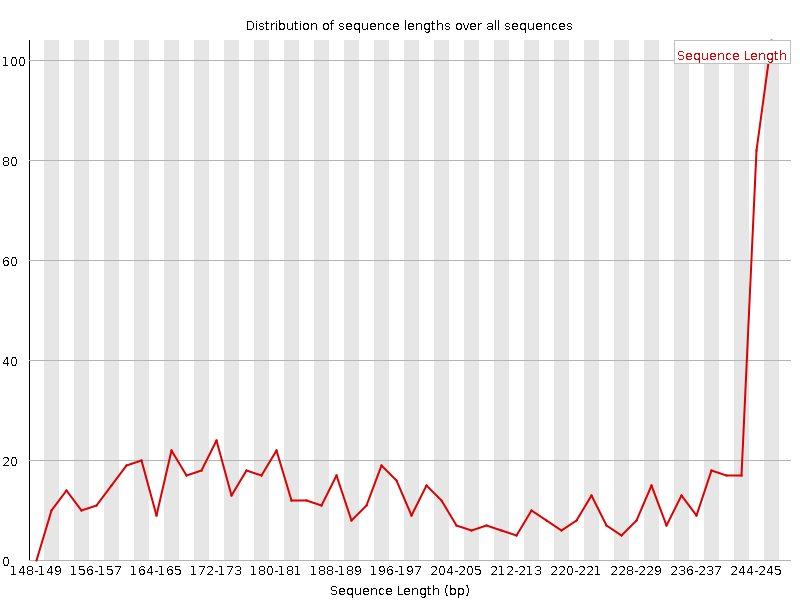 Distribution of sequence lengths over all sequences
Sequence Length
100
80
60
40
20
0
148-149 156-157 164-165 172-173 180-181 188-189 196-197 204-205 212-213 220-221 228-229 236-237 244-245
Sequence Length (bp)